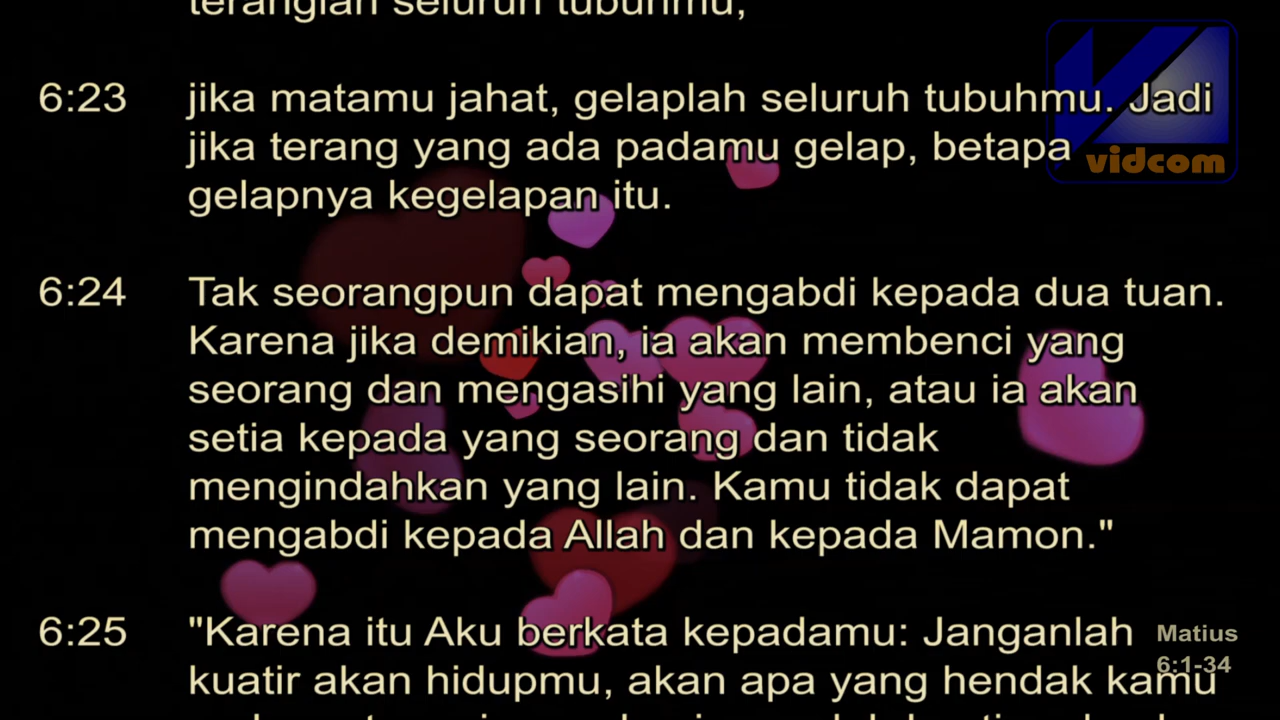 teranglah seluruh tubuhmu;
6:23 jika matamu jahat, gelaplah seluruh tubuhmu. Jadi
jika terang yang ada padamu gelap, betapa
gelapnya kegelapan itu.
vidcom
6:24 Tak seorangpun dapat mengabdi kepada dua tuan.
Karena jika demikian, ia akan membenci yang
seorang dan mengasihi yang lain, atau ia akan
setia kepada yang seorang dan tidak
mengindahkan yang lain. Kamu tidak dapat
mengabdi kepada Allah dan kepada Mamon."
6:25 "Karena itu Aku berkata kepadamu: Janganlah
kuatir akan hidupmu, akan apa yang hendak kamu
Matius
6:1-34